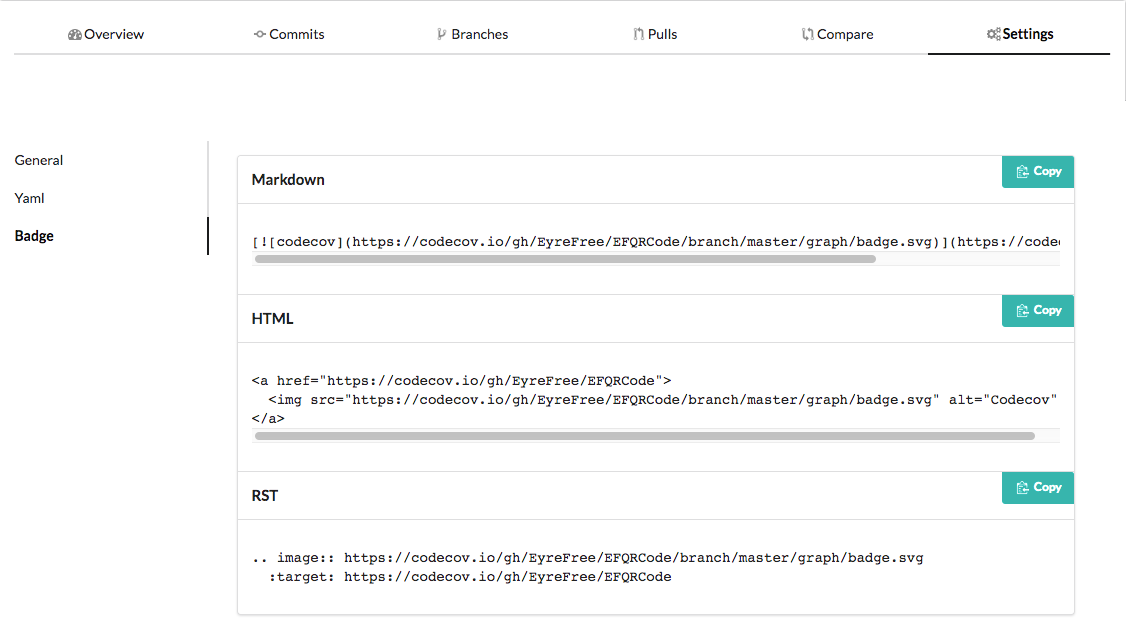 Overview Commits Branches Pulls Compare Settings
General
Yaml
Badge
Markdown Copy
[![codecov](https://codecov.io/gh/EyreFree/EFQRCode/branch/master/graph/badge.svg)](https://code
HTML Copy
<a href="https://codecov.io/gh/EyreFree/EFQRCode">
  <img src="https://codecov.io/gh/EyreFree/EFQRCode/branch/master/graph/badge.svg" alt="Codecov"
</a>
RST Copy
.. image:: https://codecov.io/gh/EyreFree/EFQRCode/branch/master/graph/badge.svg
  :target: https://codecov.io/gh/EyreFree/EFQRCode